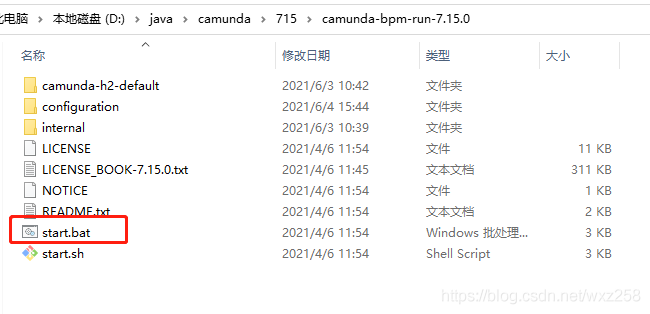 比电脑 › 本地磁盘 (D:) › java › camunda › 715 › camunda-bpm-run-7.15.0
名称 修改日期 类型 大小
camunda-h2-default 2021/6/3 10:42 文件夹
configuration 2021/6/4 15:44 文件夹
internal 2021/6/3 10:39 文件夹
LICENSE 2021/4/6 11:54 文件 11 KB
LICENSE_BOOK-7.15.0.txt 2021/4/6 11:45 文本文档 311 KB
NOTICE 2021/4/6 11:54 文件 1 KB
README.txt 2021/4/6 11:54 文本文档 2 KB
start.bat 2021/4/6 11:54 Windows 批处理... 3 KB
start.sh 2021/4/6 11:54 Shell Script 3 KB
https://blog.csdn.net/wxz258